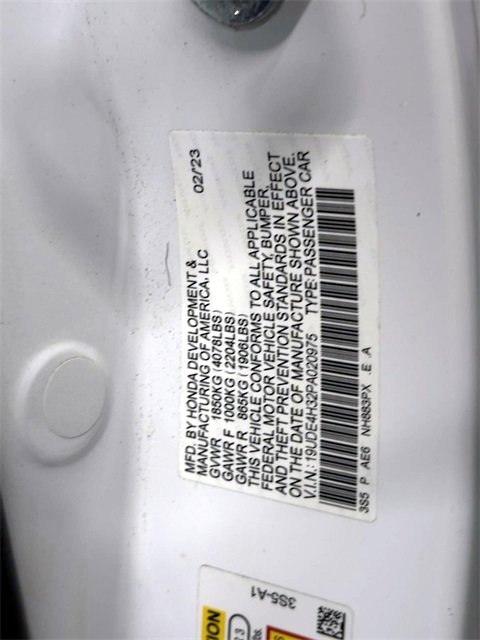 MFD. BY HONDA DEVELOPMENT &
MANUFACTURING OF AMERICA, LLC 02/'23
GVWR 1850KG (4078LBS)
GAWR F 1000KG (2204LBS)
GAWR R 865KG (1906LBS)
THIS VEHICLE CONFORMS TO ALL APPLICABLE
FEDERAL MOTOR VEHICLE SAFETY, BUMPER,
AND THEFT PREVENTION STANDARDS IN EFFECT
ON THE DATE OF MANUFACTURE SHOWN ABOVE.
V.I.N.: 19UDE4H32PA020975 TYPE:PASSENGER CAR
3S5 P AE6 NH883PX E A
3S5-A1